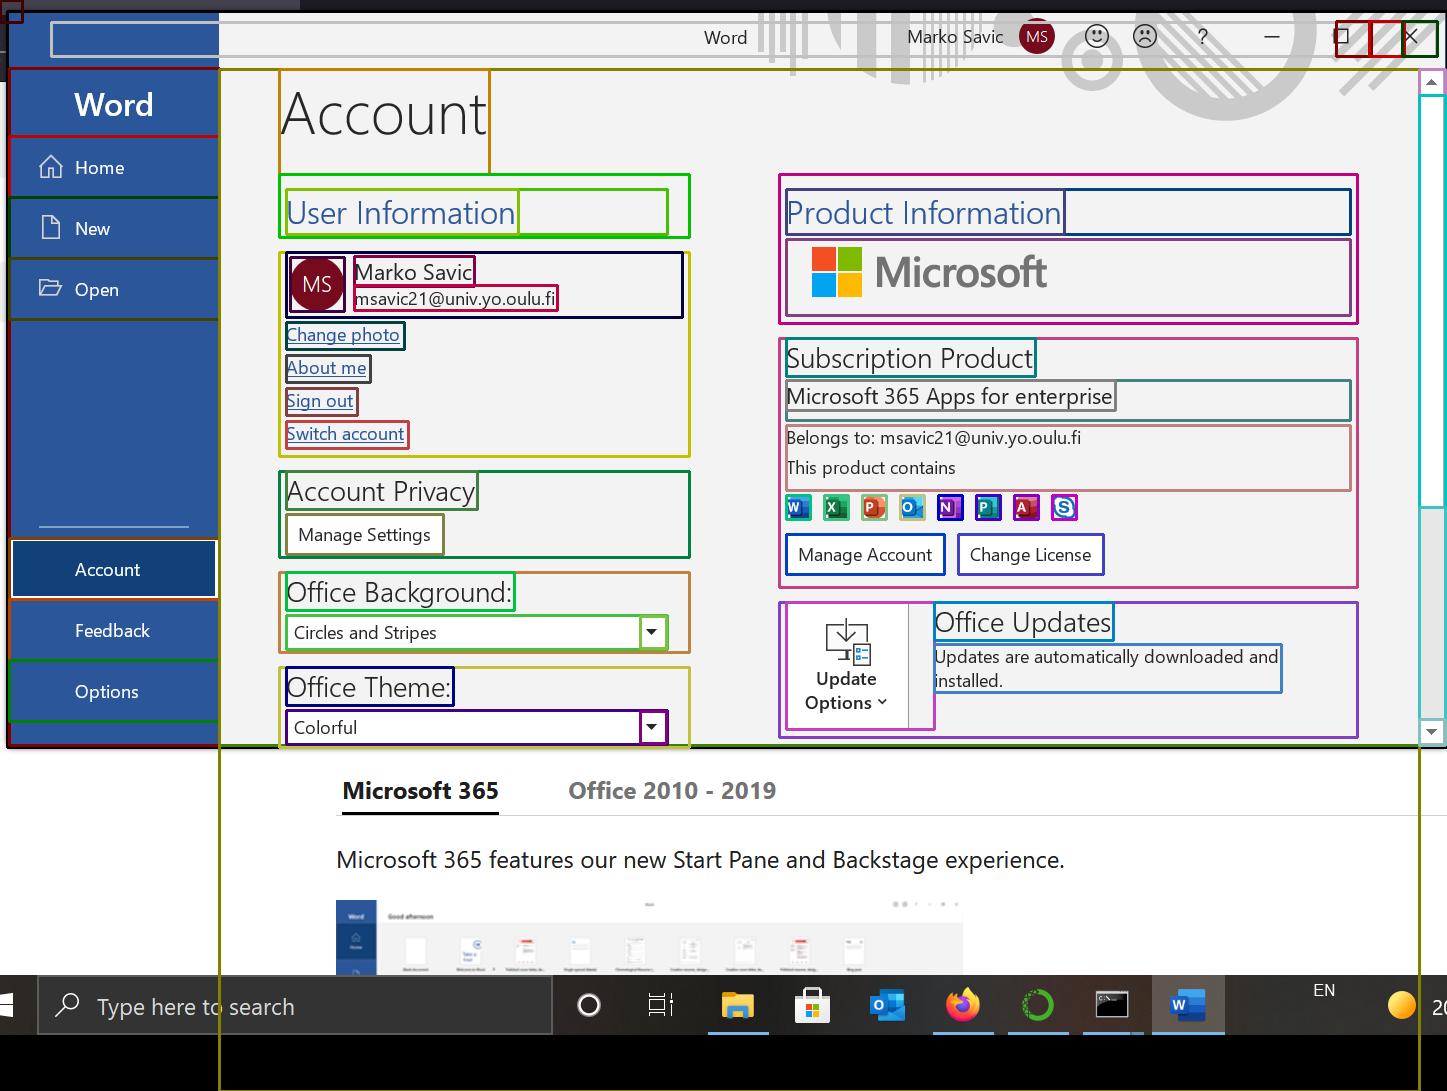 Word
Marko Savic MS ?
Word
Account
Home
User Information
Product Information
New
MS
Marko Savic
Microsoft
msavic21@univ.yo.oulu.fi
Open
Change photo
About me
Sign out
Switch account
Subscription Product
Microsoft 365 Apps for enterprise
Belongs to: msavic21@univ.yo.oulu.fi
This product contains
Account Privacy
Manage Settings
W X P O N P A S
Manage Account
Change License
Account
Office Background:
Circles and Stripes
Feedback
Office Updates
Updates are automatically downloaded and
installed.
Update
Options
Office Theme:
Colorful
Options
Microsoft 365
Office 2010 - 2019
Microsoft 365 features our new Start Pane and Backstage experience.
Word
Good afternoon
Home
Type here to search
EN
20